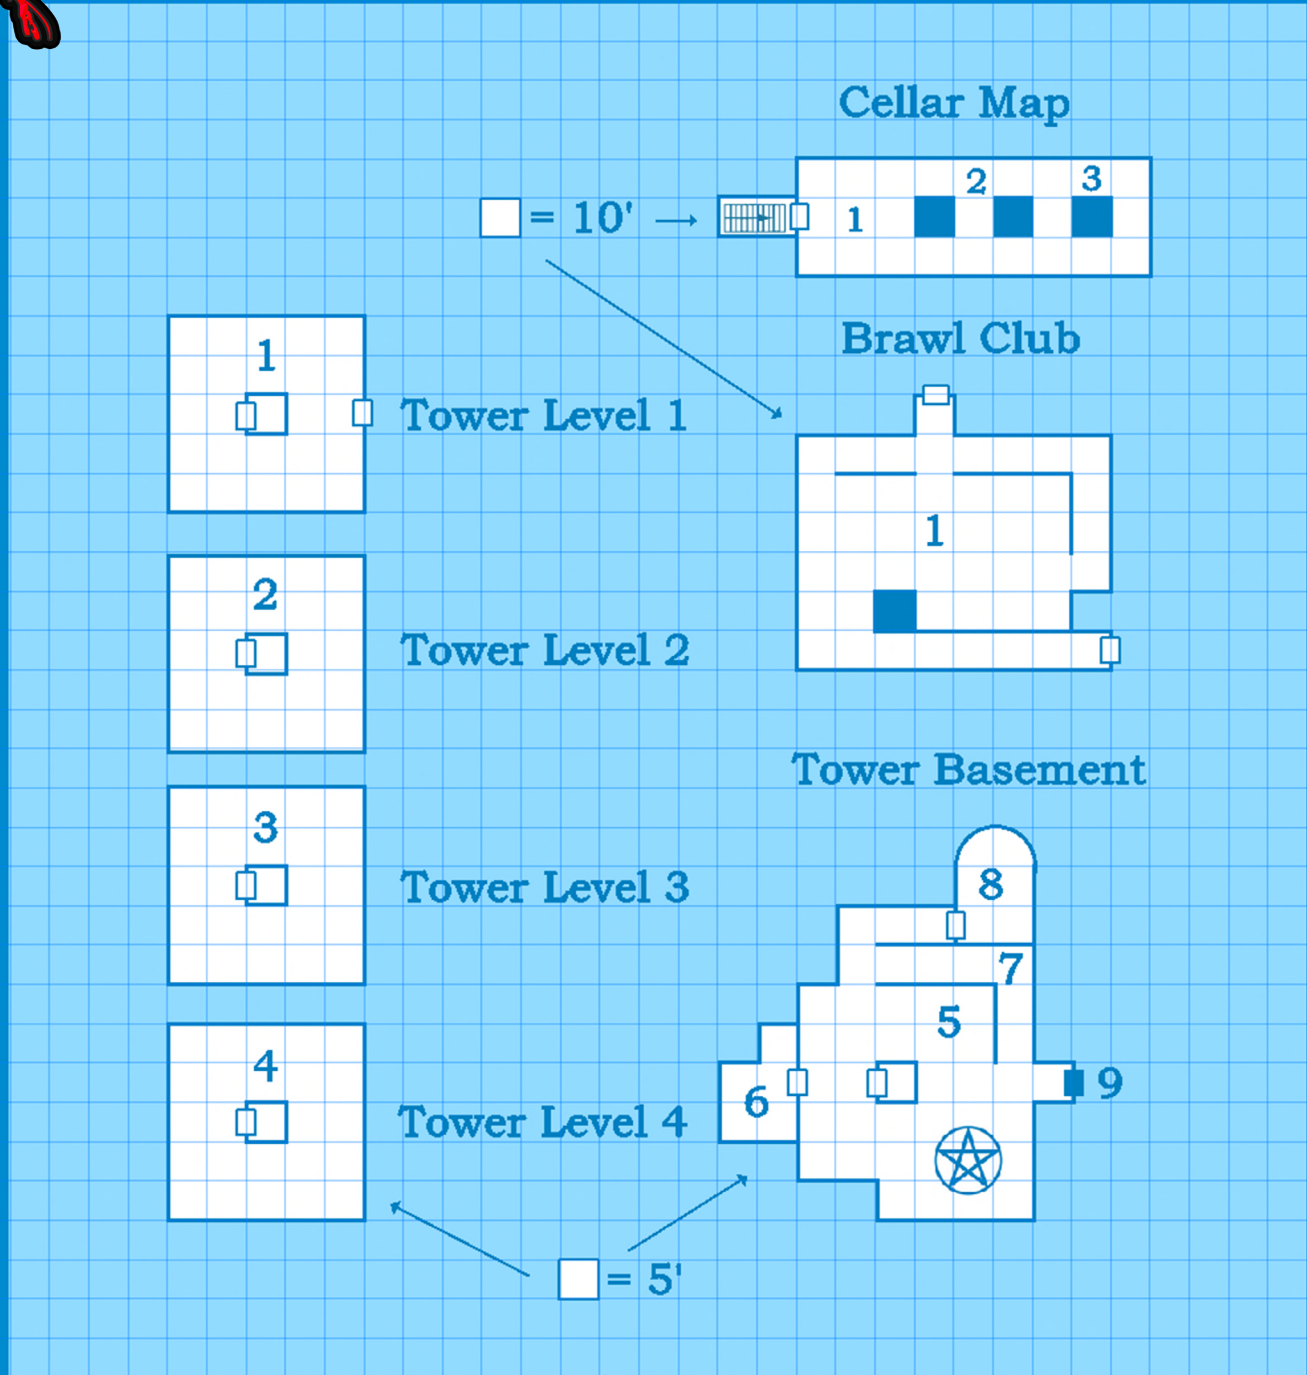 Cellar Map
2 3
= 10' 1
Brawl Club
1
Tower Level 1
1
2
Tower Level 2
Tower Basement
3
Tower Level 3
8
7
5
4
6
9
Tower Level 4
= 5'